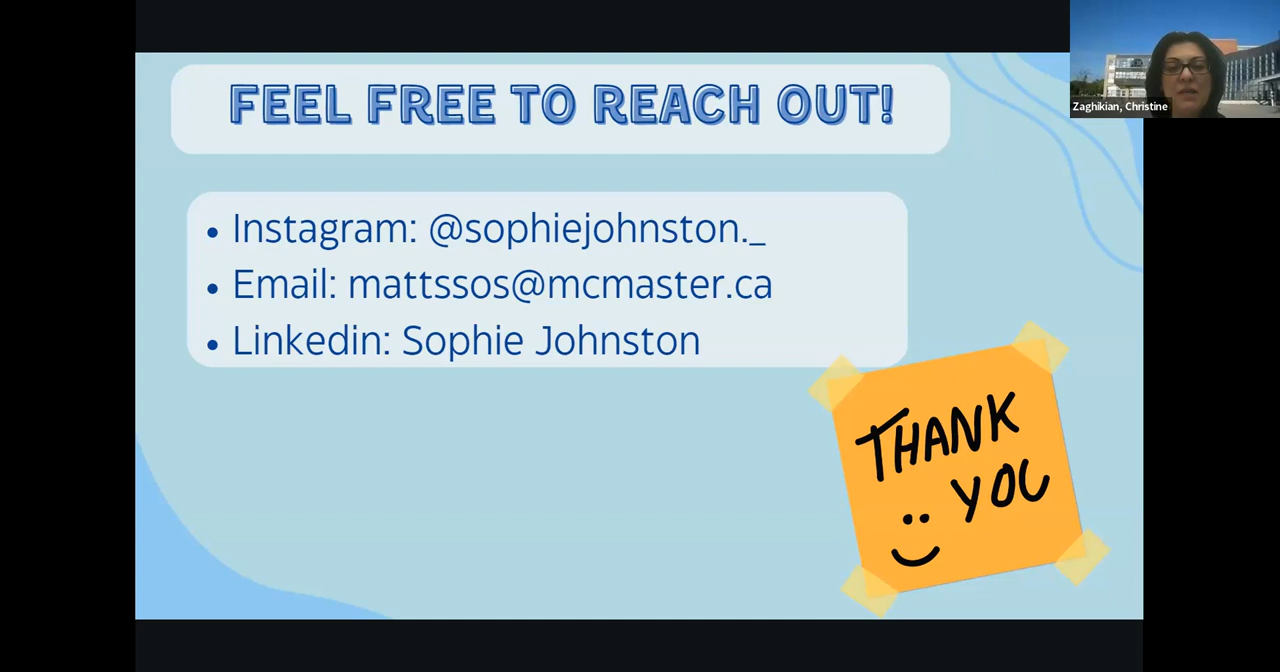 FEEL FREE TO REACH OUT!
Zaghikian, Christine
• Instagram: @sophiejohnston._
• Email: mattssos@mcmaster.ca
• Linkedin: Sophie Johnston
THANK
YOU